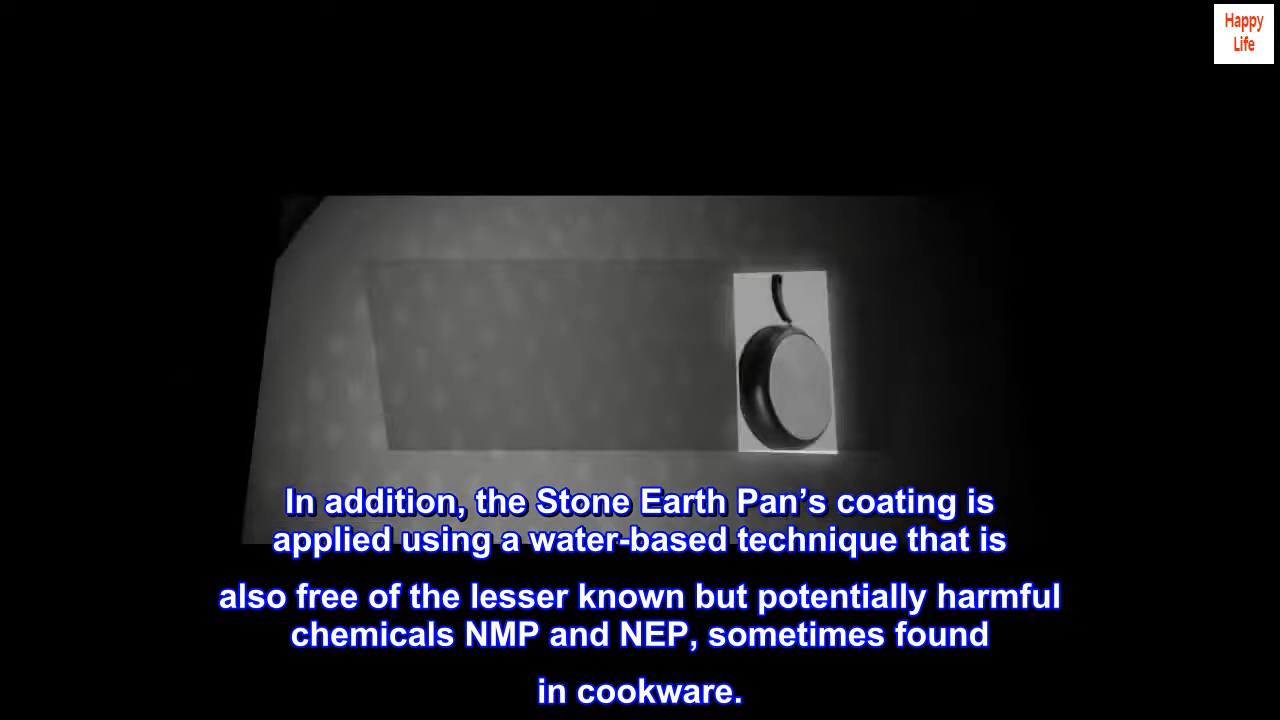 Happy
Life
In addition, the Stone Earth Pan’s coating is
applied using a water-based technique that is
also free of the lesser known but potentially harmful
chemicals NMP and NEP, sometimes found
in cookware.